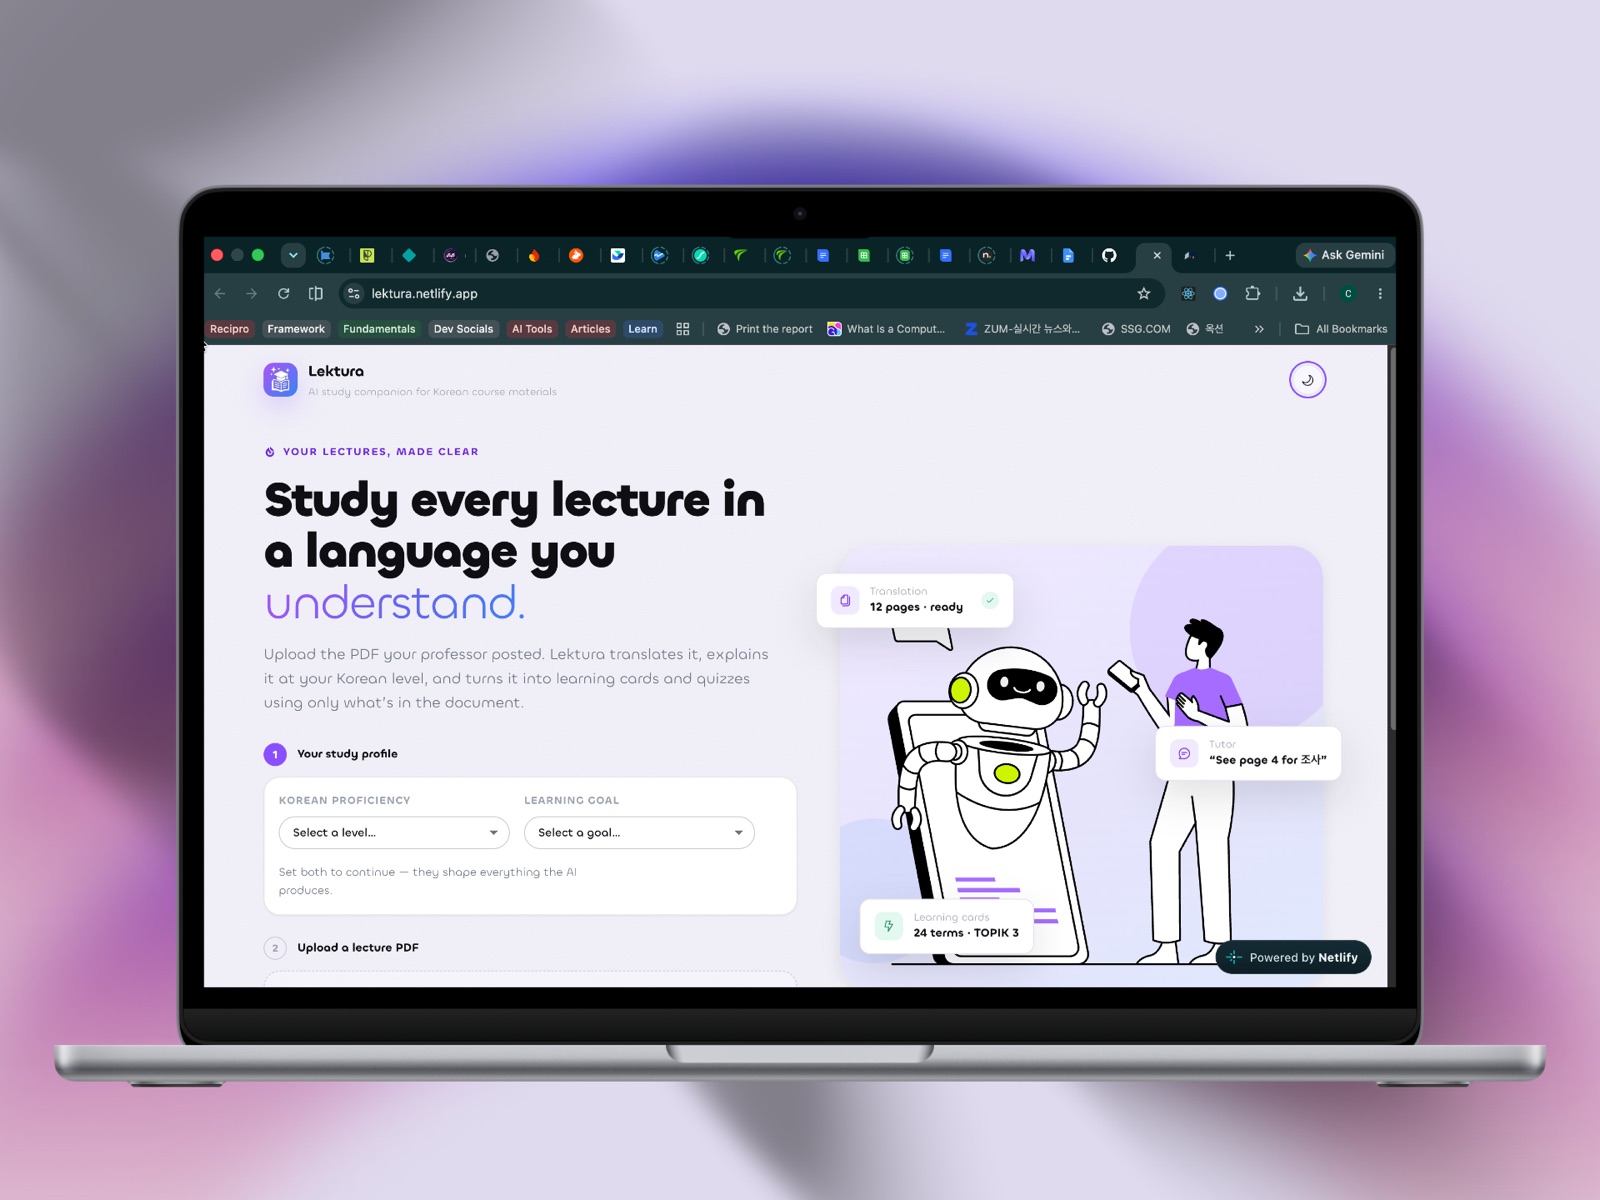 Ask Gemini
lektura.netlify.app
C
Recipro
Framework
Fundamentals
Dev Socials
AI Tools
Articles
Learn
Print the report
What Is a Comput...
ZUM-실시간 뉴스와...
SSG.COM
옥션
All Bookmarks
Lektura
AI study companion for Korean course materials
YOUR LECTURES, MADE CLEAR
Study every lecture in
a language you
understand.
Upload the PDF your professor posted. Lektura translates it, explains
it at your Korean level, and turns it into learning cards and quizzes
using only what's in the document.
1 Your study profile
KOREAN PROFICIENCY
Select a level...
LEARNING GOAL
Select a goal...
Set both to continue — they shape everything the AI
produces.
2 Upload a lecture PDF
Translation
12 pages · ready
Tutor
“See page 4 for 조사”
Learning cards
24 terms · TOPIK 3
Powered by Netlify